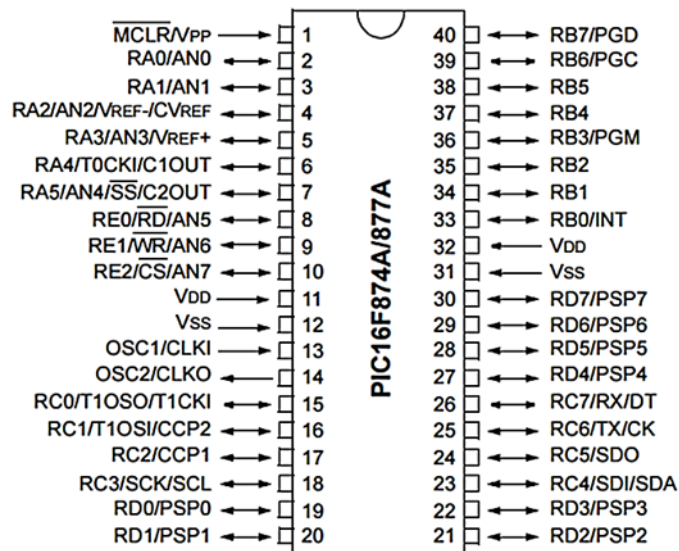 MCLR/VPP 1 40 RB7/PGD
RA0/AN0 2 39 RB6/PGC
RA1/AN1 3 38 RB5
RA2/AN2/VREF-/CVREF 4 37 RB4
RA3/AN3/VREF+ 5 36 RB3/PGM
RA4/T0CKI/C1OUT 6 35 RB2
RA5/AN4/SS/C2OUT 7 34 RB1
RE0/RD/AN5 8 33 RB0/INT
RE1/WR/AN6 9 32 VDD
RE2/CS/AN7 10 31 VSS
VDD 11 30 RD7/PSP7
VSS 12 29 RD6/PSP6
OSC1/CLKI 13 28 RD5/PSP5
OSC2/CLKO 14 27 RD4/PSP4
RC0/T1OSO/T1CKI 15 26 RC7/RX/DT
RC1/T1OSI/CCP2 16 25 RC6/TX/CK
RC2/CCP1 17 24 RC5/SDO
RC3/SCK/SCL 18 23 RC4/SDI/SDA
RD0/PSP0 19 22 RD3/PSP3
RD1/PSP1 20 21 RD2/PSP2
PIC16F874A/877A